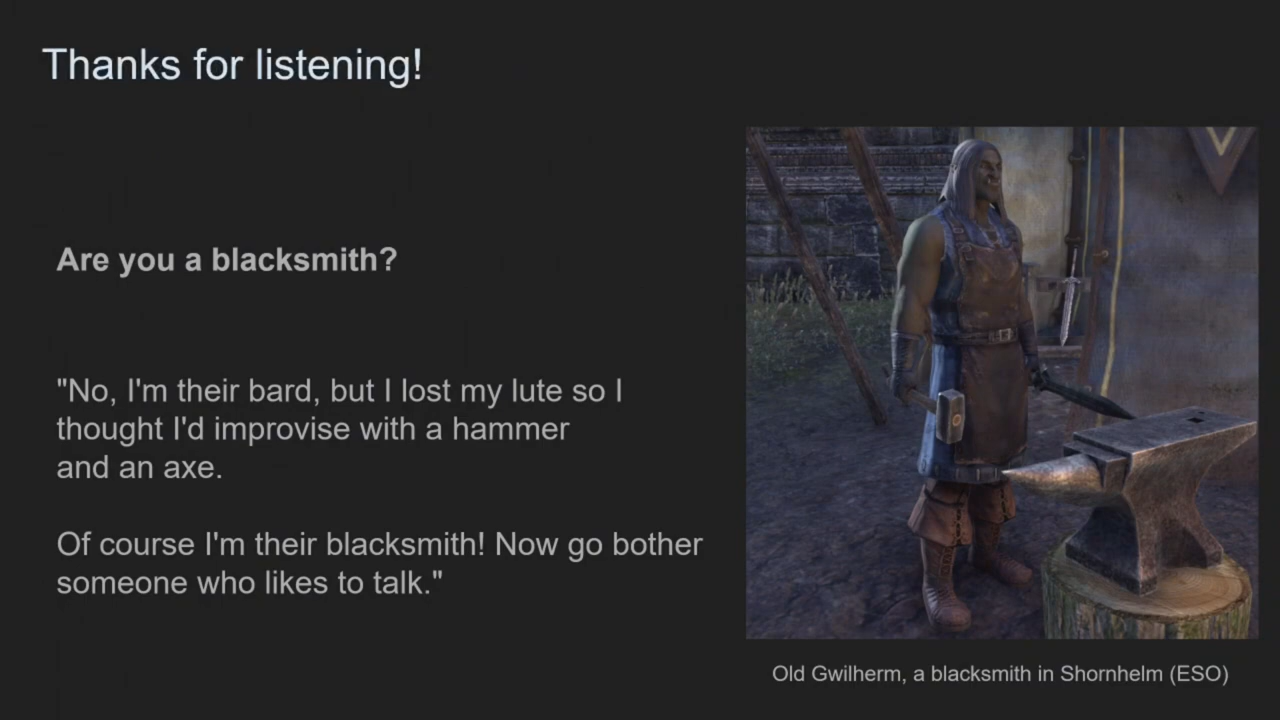 Thanks for listening!
Are you a blacksmith?
"No, I'm their bard, but I lost my lute so I
thought I'd improvise with a hammer
and an axe.
Of course I'm their blacksmith! Now go bother
someone who likes to talk."
Old Gwilherm, a blacksmith in Shornhelm (ESO)